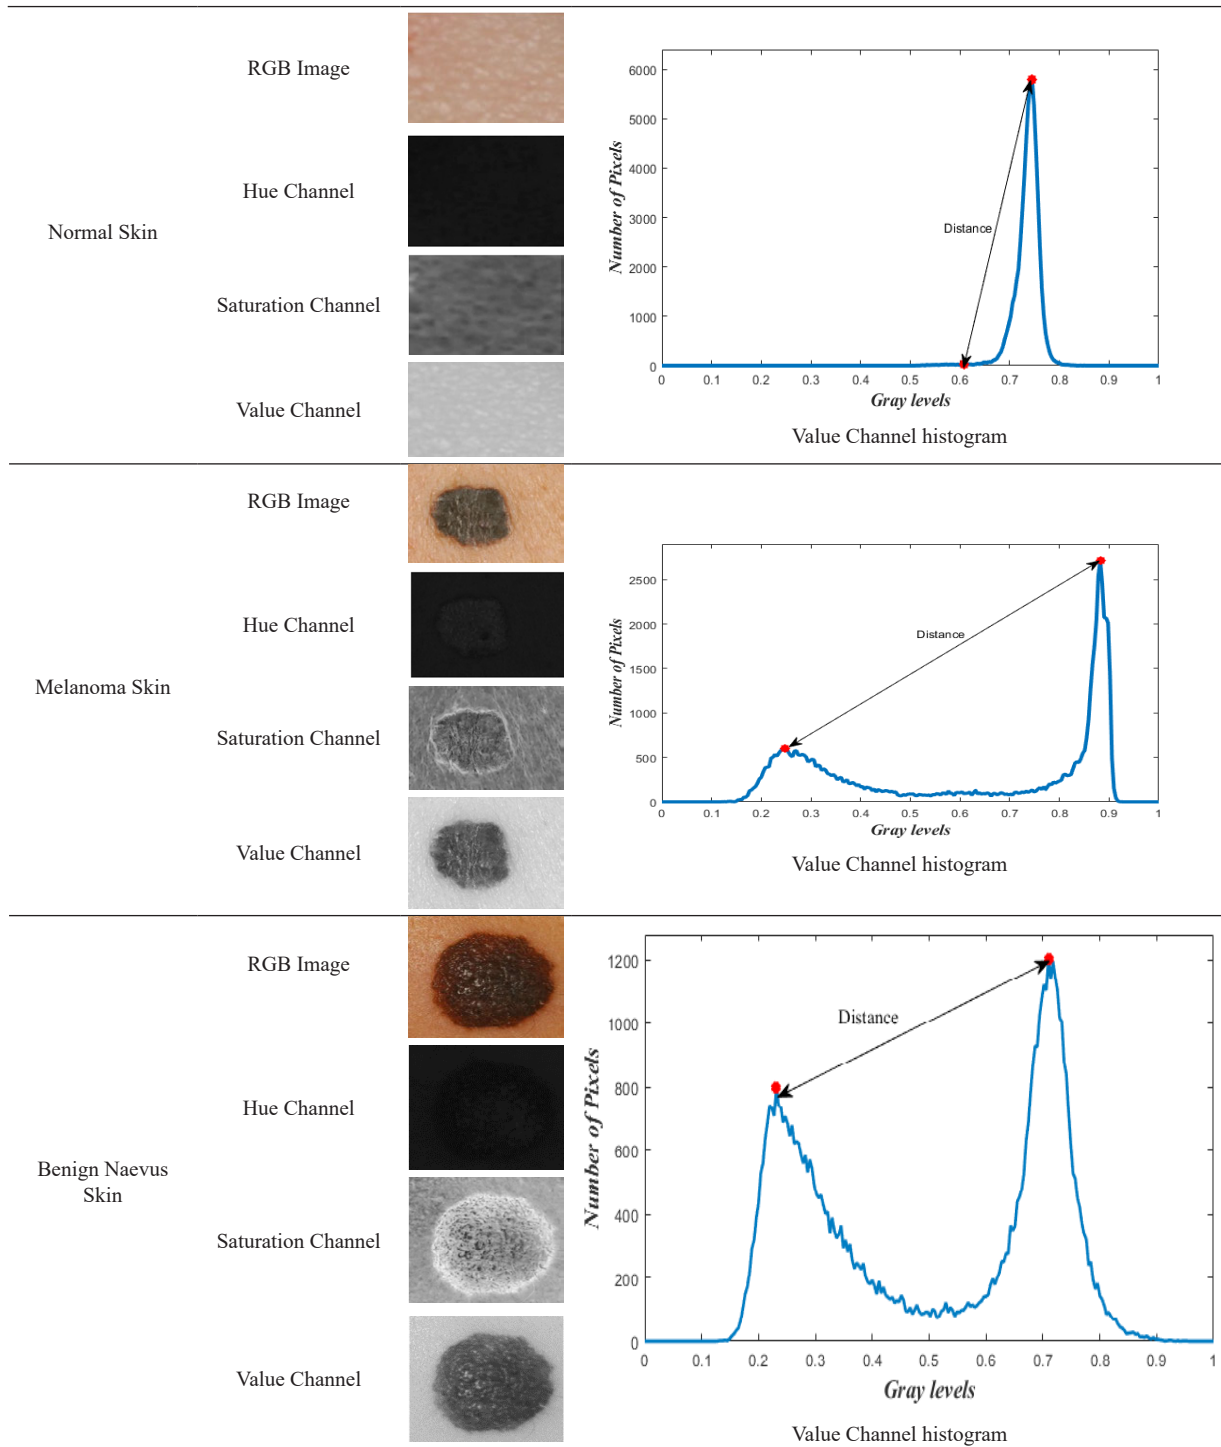 Normal Skin
RGB Image
Hue Channel
Saturation Channel
Value Channel
Number of Pixels
6000
5000
4000
3000
2000
1000
0
Distance
0 0.1 0.2 0.3 0.4 0.5 0.6 0.7 0.8 0.9 1
Gray levels
Value Channel histogram
Melanoma Skin
RGB Image
Hue Channel
Saturation Channel
Value Channel
Number of Pixels
2500
2000
1500
1000
500
0
Distance
0 0.1 0.2 0.3 0.4 0.5 0.6 0.7 0.8 0.9 1
Gray levels
Value Channel histogram
Benign Naevus
Skin
RGB Image
Hue Channel
Saturation Channel
Value Channel
Number of Pixels
1200
1000
800
600
400
200
0
Distance
0 0.1 0.2 0.3 0.4 0.5 0.6 0.7 0.8 0.9 1
Gray levels
Value Channel histogram